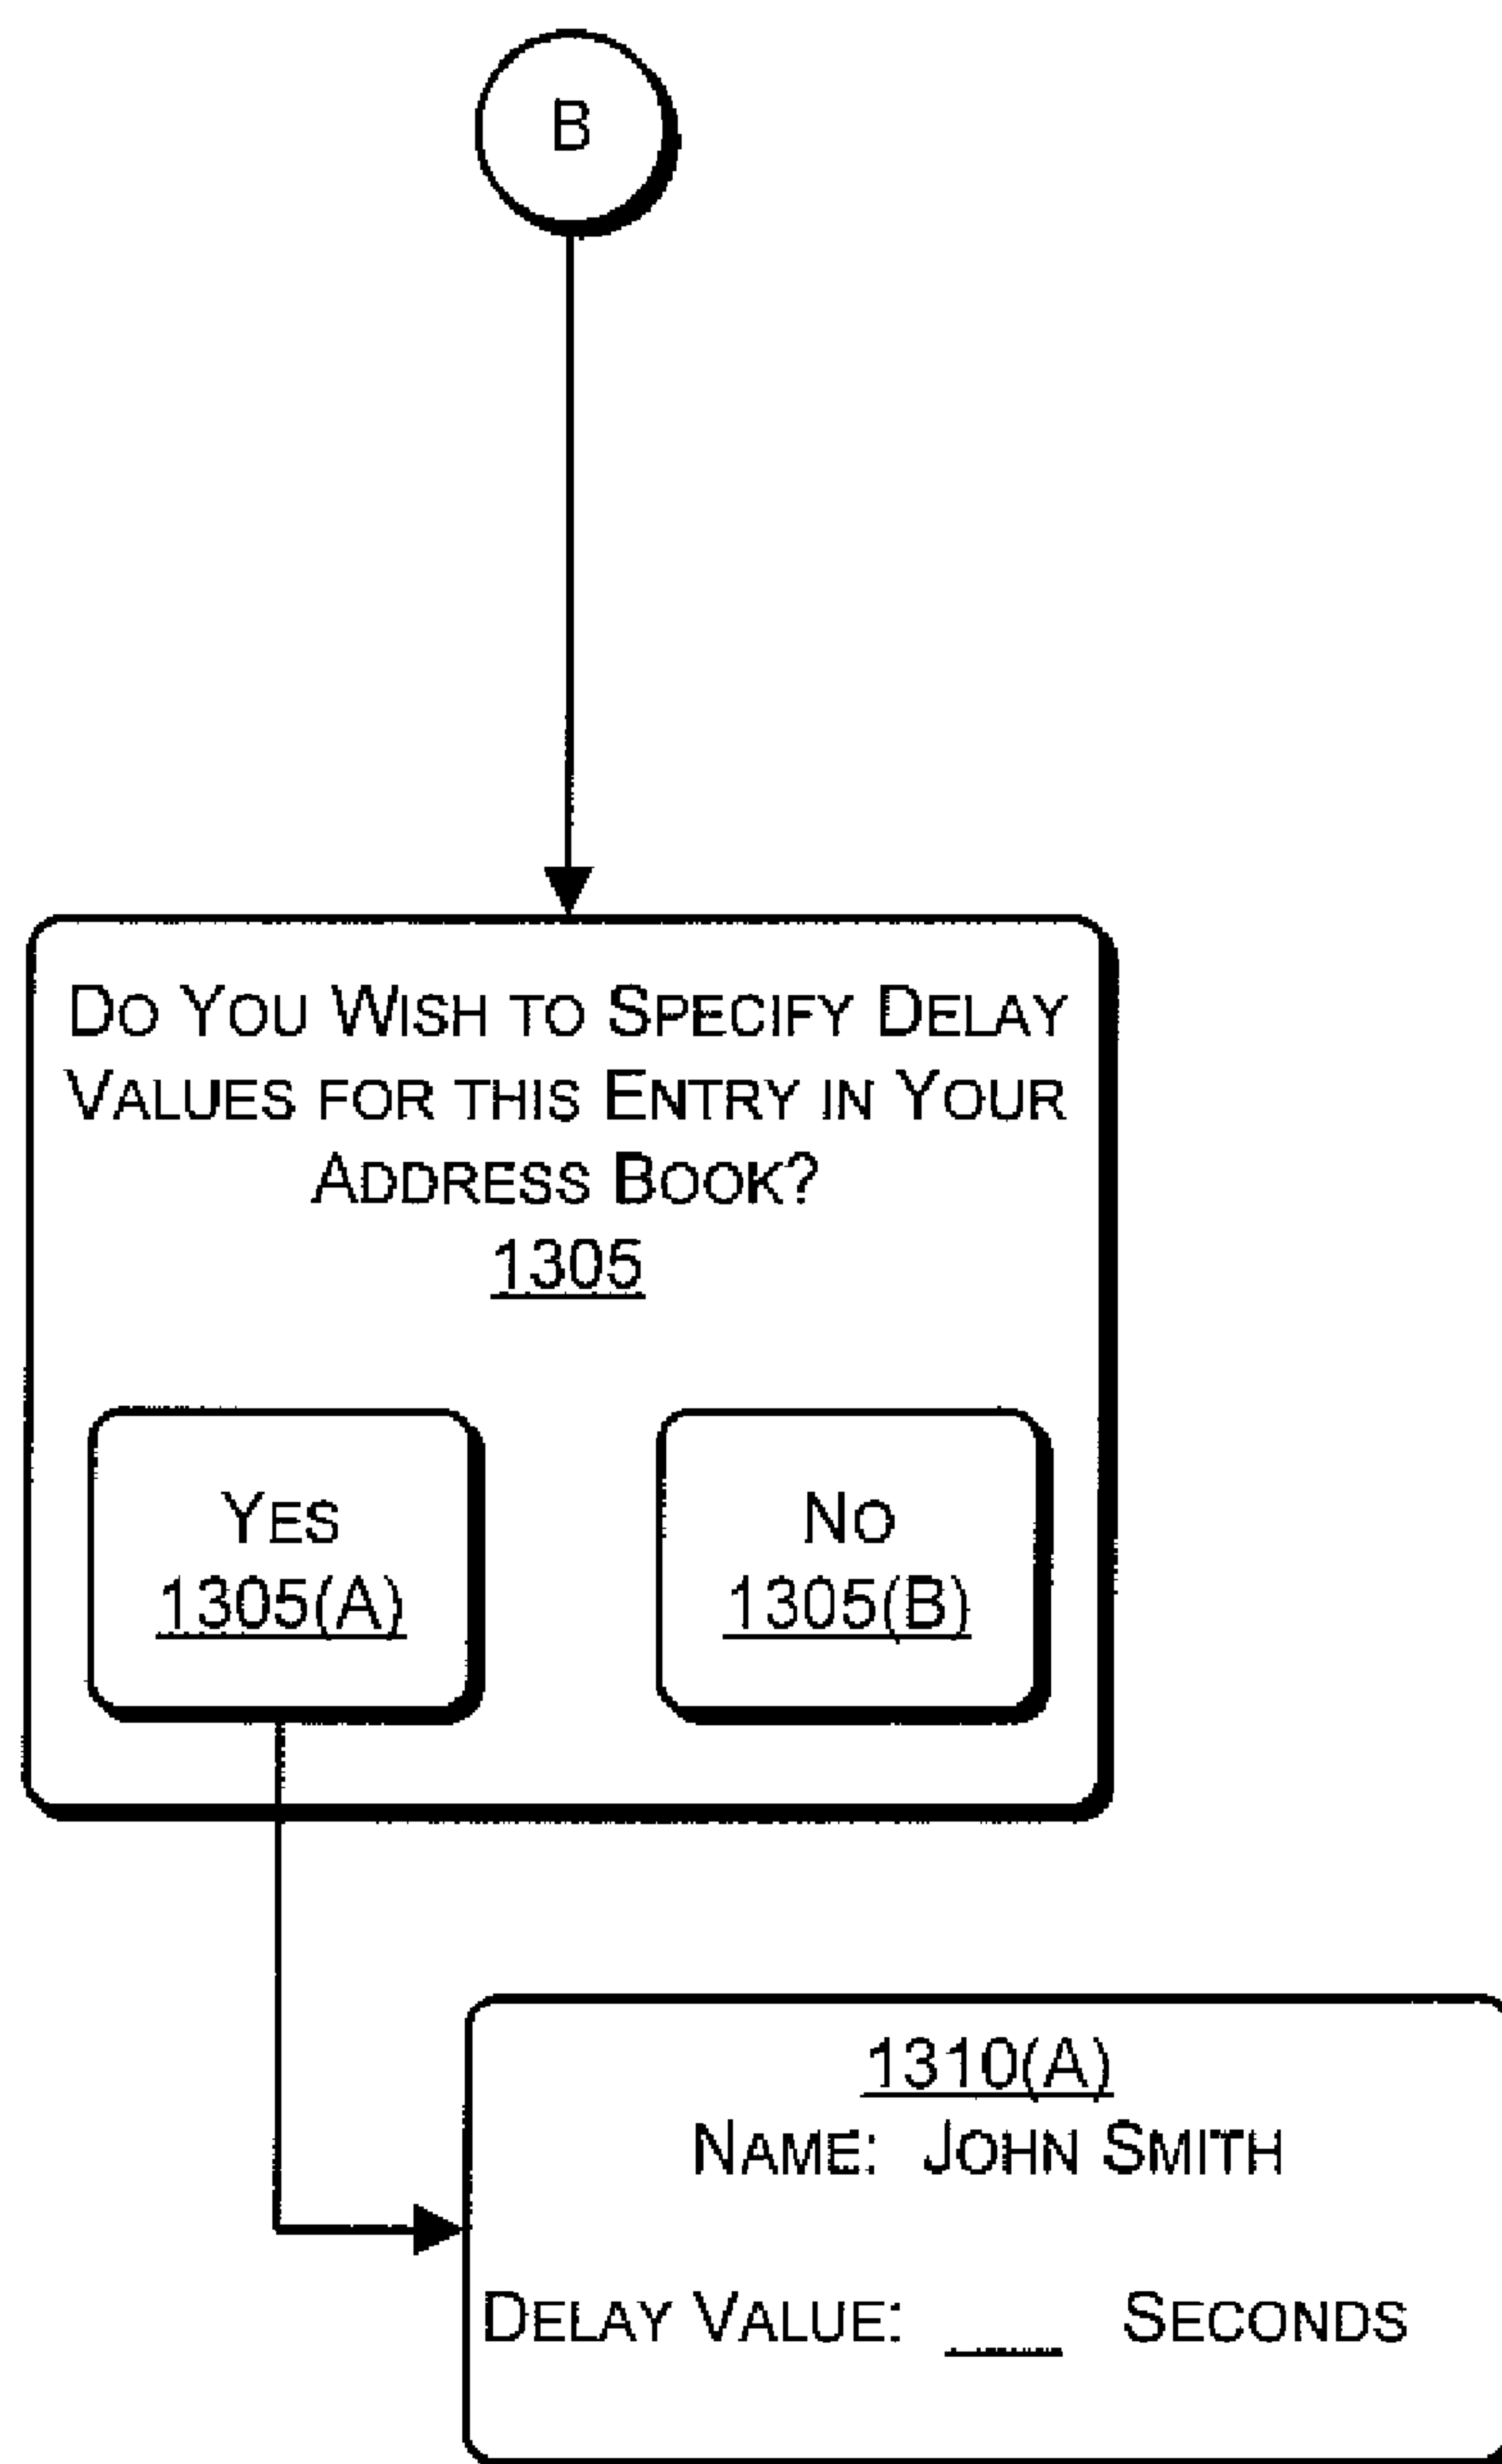 B
Do You Wish to Specify Delay
Values for this Entry in Your
Address Book?
1305
Yes
1305(A)
No
1305(B)
1310(A)
Name: John Smith
Delay Value: ____ Seconds